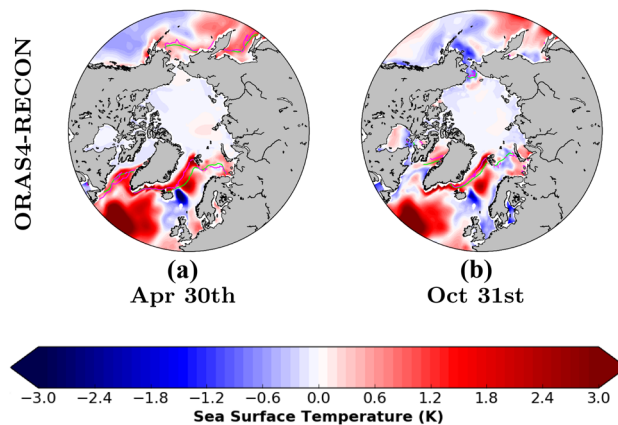 ORAS4-RECON
(a)
Apr 30th
(b)
Oct 31st
−3.0 −2.4 −1.8 −1.2 −0.6 0.0 0.6 1.2 1.8 2.4 3.0
Sea Surface Temperature (K)